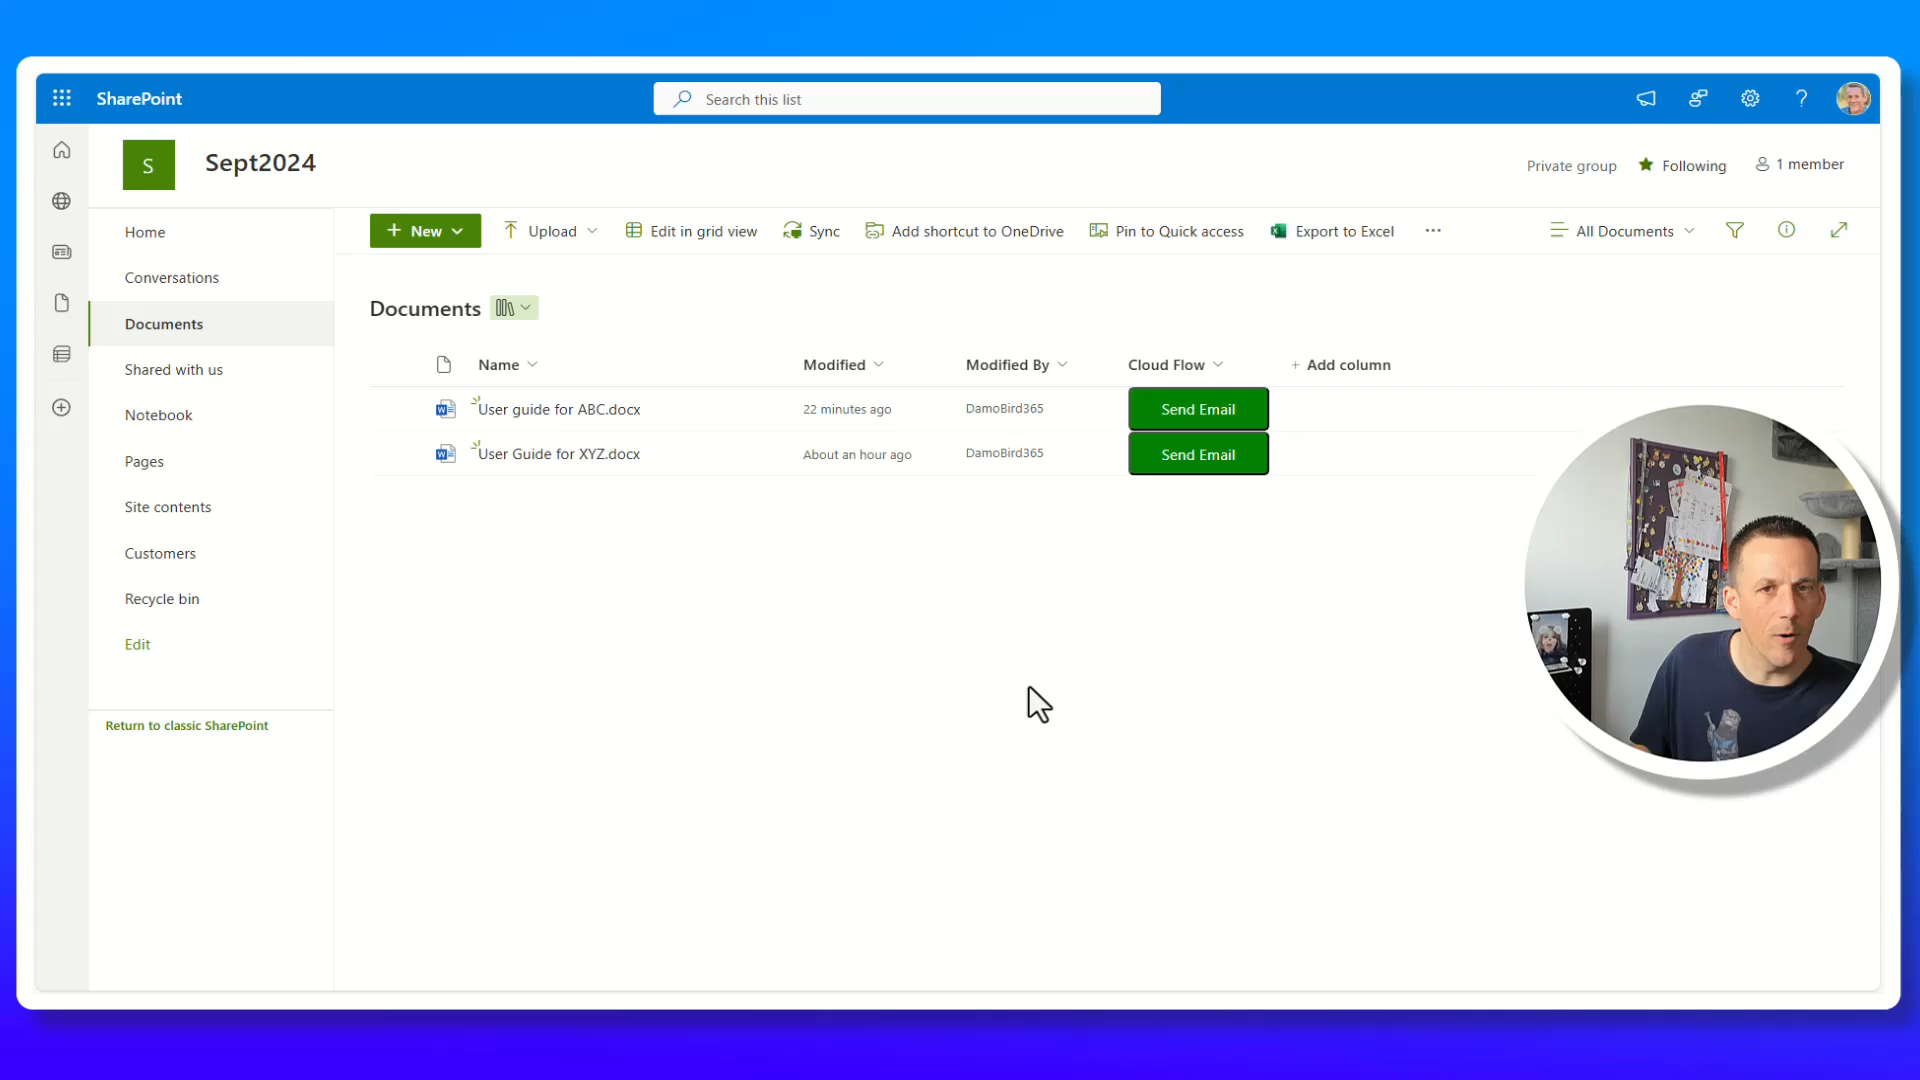 SharePoint
Search this list
S
Sept2024
Private group
Following
1 member
Home
Conversations
Documents
Shared with us
Notebook
Pages
Site contents
Customers
Recycle bin
Edit
Return to classic SharePoint
+ New
Upload
Edit in grid view
Sync
Add shortcut to OneDrive
Pin to Quick access
Export to Excel
...
All Documents
Documents
Name
Modified
Modified By
Cloud Flow
+ Add column
User guide for ABC.docx
22 minutes ago
DamoBird365
Send Email
User Guide for XYZ.docx
About an hour ago
DamoBird365
Send Email